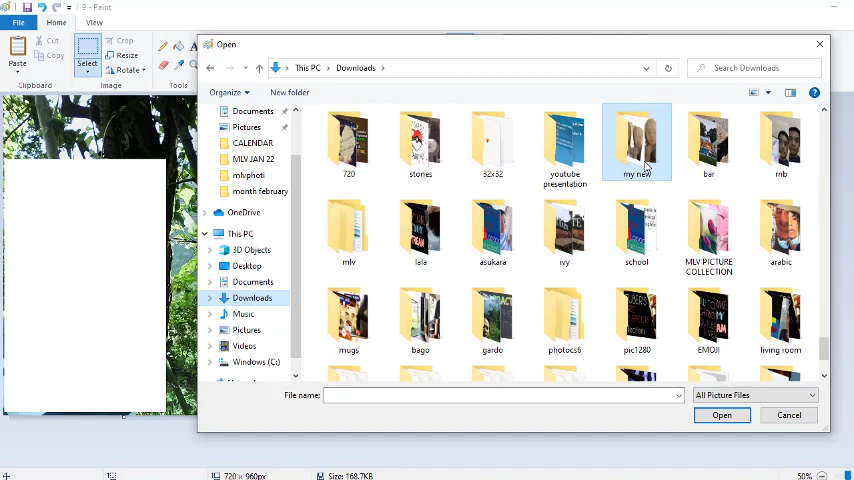 9 - Paint
File Home View
Paste
Cut
Copy
Clipboard
Select
Crop
Resize
Rotate
Image
Tools
Open
This PC > Downloads >
Search Downloads
Organize New folder
Documents
Pictures
CALENDAR
MLV JAN 22
mlvphoti
month february
OneDrive
This PC
3D Objects
Desktop
Documents
Downloads
Music
Pictures
Videos
Windows (C:)
720 stones 32x32 youtube presentation my new bar rnb
mlv lala asukara ivy school MLV PICTURE COLLECTION arabic
mugs bago gardo photocs6 pic1280 EMOJI living room
File name:
All Picture Files
Open Cancel
720 × 960px
Size: 168.7KB
50%